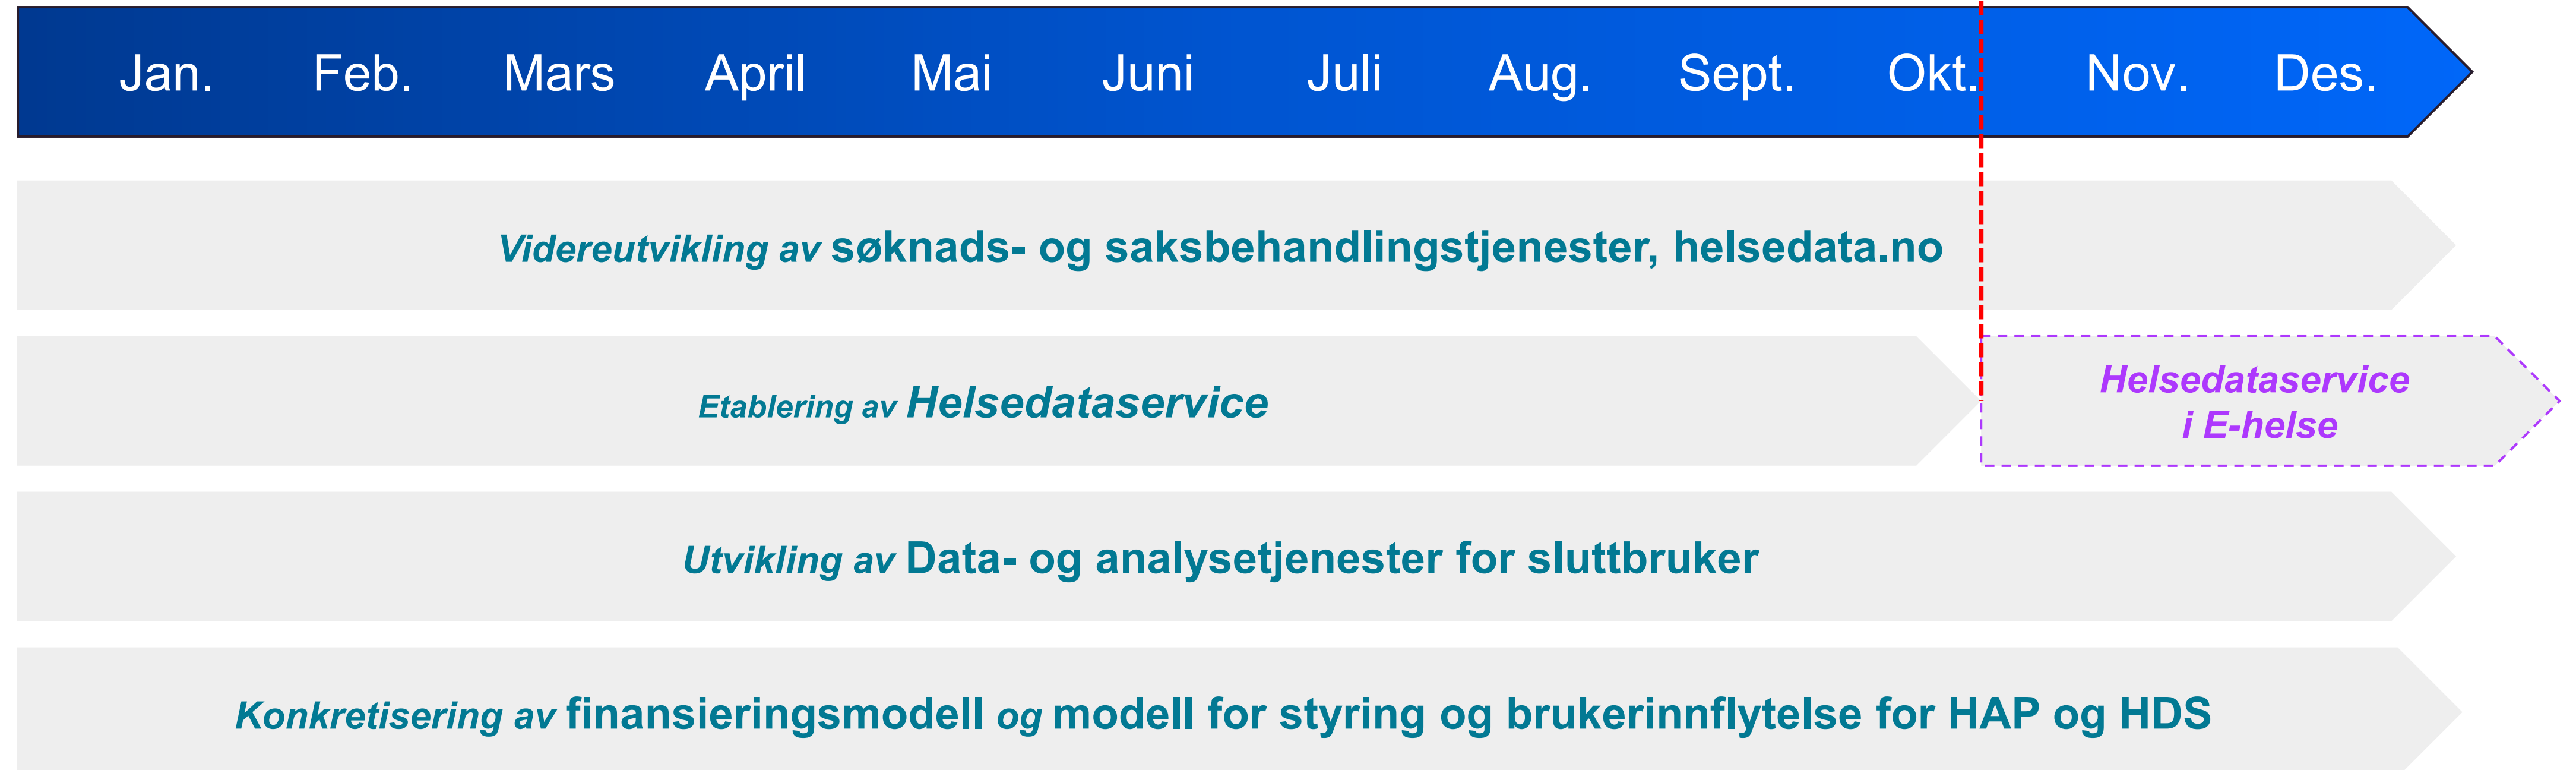 Jan. Feb. Mars April Mai Juni Juli Aug. Sept. Okt. Nov. Des.
Videreutvikling av søknads- og saksbehandlingstjenester, helsedata.no
Etablering av Helsedataservice
Helsedataservice
i E-helse
Utvikling av Data- og analysetjenester for sluttbruker
Konkretisering av finansieringsmodell og modell for styring og brukerinnflytelse for HAP og HDS